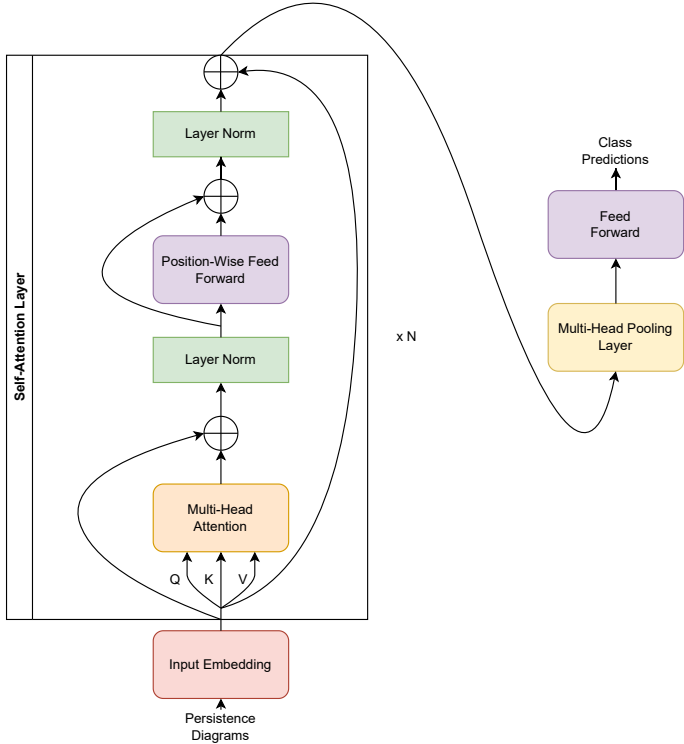 Layer Norm
Position-Wise Feed
Forward
Layer Norm
Multi-Head
Attention
Q
K
V
Input Embedding
Persistence
Diagrams
Self-Attention Layer
x N
Class
Predictions
Feed
Forward
Multi-Head Pooling
Layer